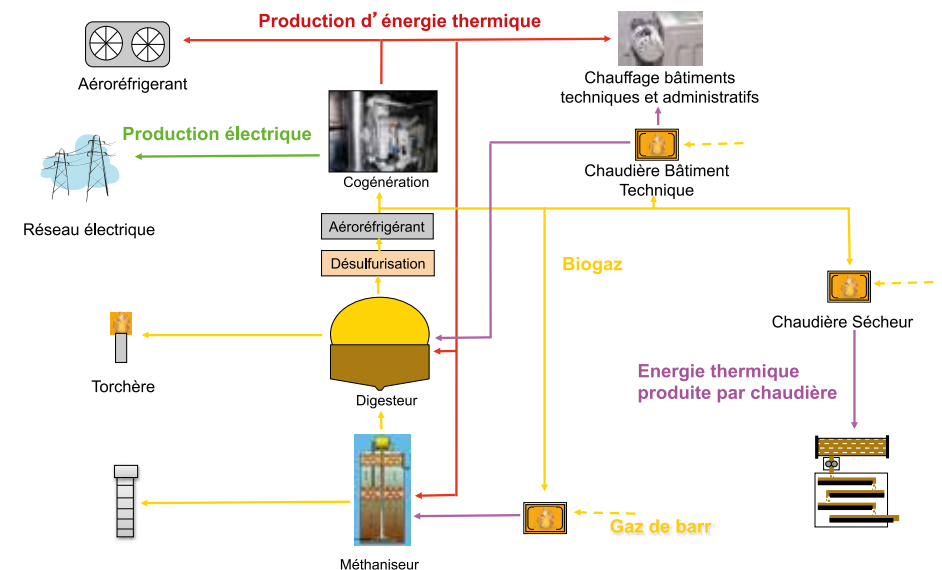 Production d’énergie thermique
Aéroréfrigerant
Chauffage bâtiments
techniques et administratifs
Production électrique
Cogénération
Chaudière Bâtiment
Technique
Réseau électrique
Aéroréfrigérant
Désulfurisation
Biogaz
Chaudière Sécheur
Torchère
Digesteur
Energie thermique
produite par chaudière
Gaz de barr
Méthaniseur